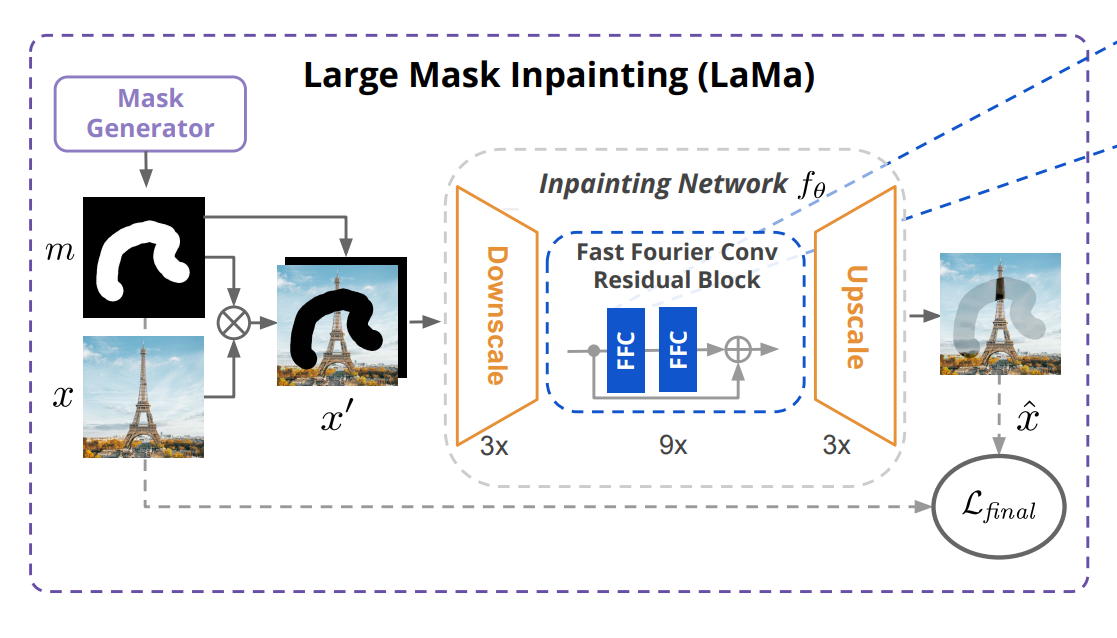 Large Mask Inpainting (LaMa)
Mask
Generator
Inpainting Network f_θ
m
Downscale
Fast Fourier Conv
Residual Block
Upscale
FFC
FFC
x
x′
3x
9x
3x
x̂
ℒ_final